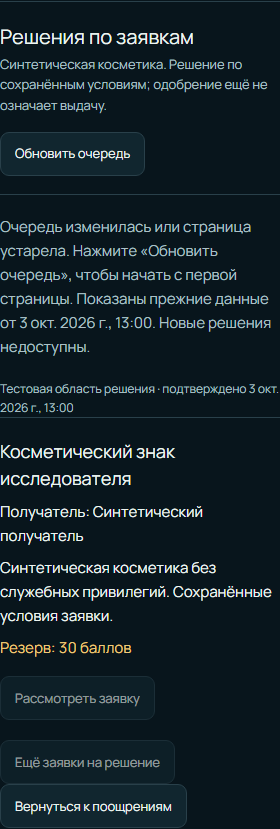 Решения по заявкам
Синтетическая косметика. Решение по
сохранённым условиям; одобрение ещё не
означает выдачу.
Обновить очередь
Очередь изменилась или страница
устарела. Нажмите «Обновить
очередь», чтобы начать с первой
страницы. Показаны прежние данные
от 3 окт. 2026 г., 13:00. Новые решения
недоступны.
Тестовая область решения · подтверждено 3 окт.
2026 г., 13:00
Косметический знак
исследователя
Получатель: Синтетический
получатель
Синтетическая косметика без
служебных привилегий. Сохранённые
условия заявки.
Резерв: 30 баллов
Рассмотреть заявку
Ещё заявки на решение
Вернуться к поощрениям